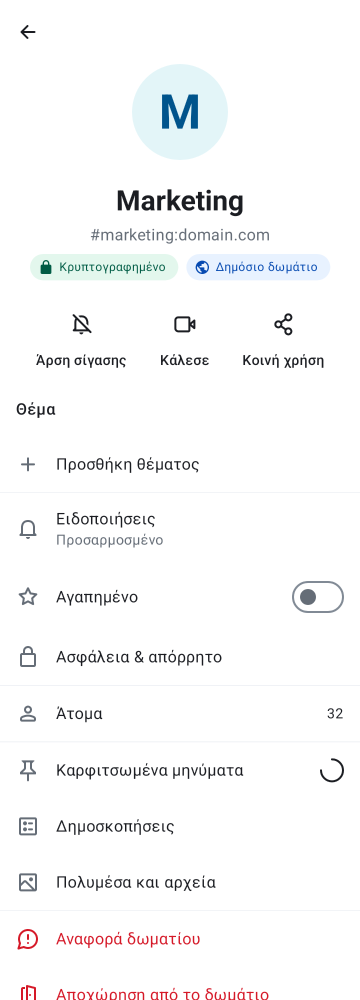 M
Marketing
#marketing:domain.com
Κρυπτογραφημένο
Δημόσιο δωμάτιο
Άρση σίγασης
Κάλεσε
Κοινή χρήση
Θέμα
Προσθήκη θέματος
Ειδοποιήσεις
Προσαρμοσμένο
Αγαπημένο
Ασφάλεια & απόρρητο
Άτομα
32
Καρφιτσωμένα μηνύματα
Δημοσκοπήσεις
Πολυμέσα και αρχεία
Αναφορά δωματίου
Αποχώρηση από το δωμάτιο